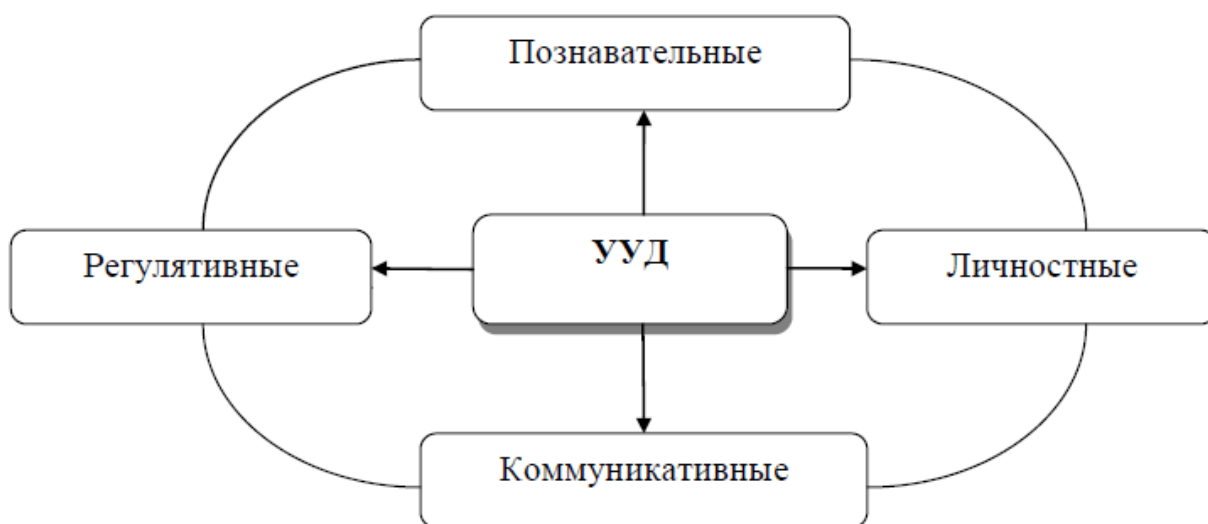 Познавательные
Регулятивные
УУД
Личностные
Коммуникативные